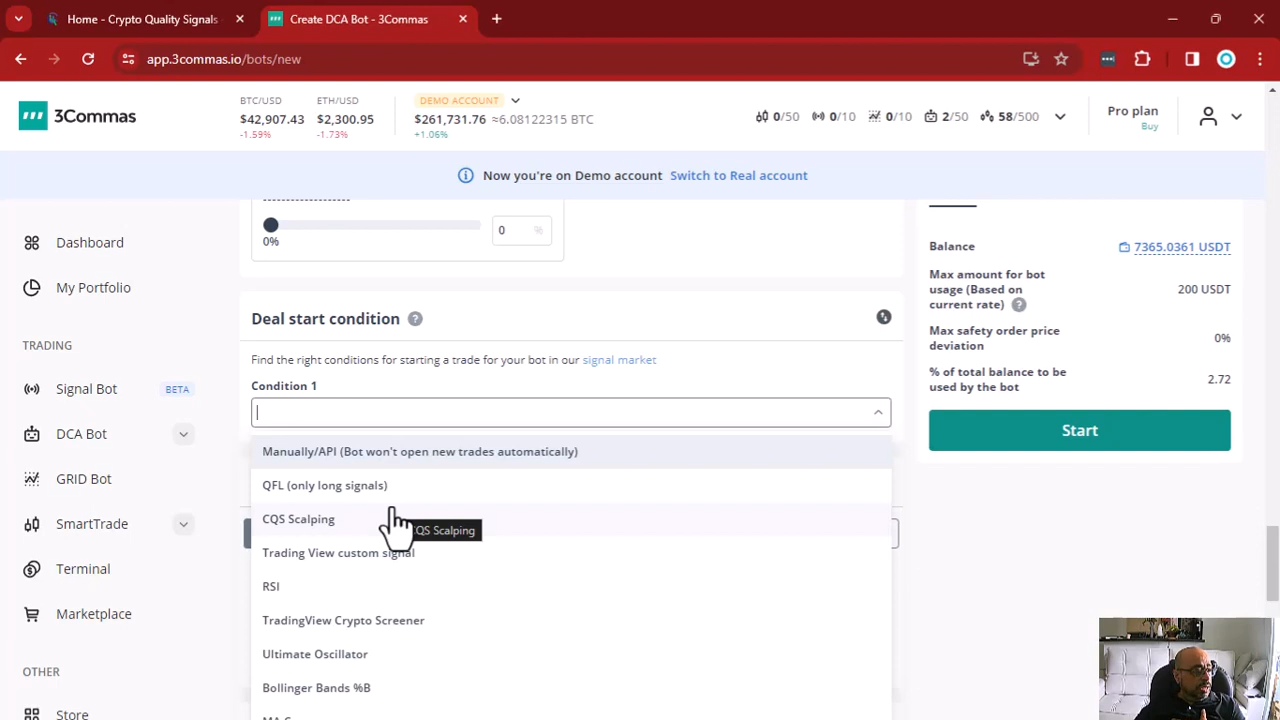 Home - Crypto Quality Signals
Create DCA Bot - 3Commas
app.3commas.io/bots/new
3Commas
BTC/USD
$42,907.43
-1.59%
ETH/USD
$2,300.95
-1.73%
DEMO ACCOUNT
$261,731.76 ≈6.08122315 BTC
+1.06%
0/50
0/10
0/10
2/50
58/500
Pro plan
Buy
Now you're on Demo account Switch to Real account
Dashboard
My Portfolio
TRADING
Signal Bot BETA
DCA Bot
GRID Bot
SmartTrade
Terminal
Marketplace
OTHER
Store
0%
0 %
Deal start condition ?
Find the right conditions for starting a trade for your bot in our signal market
Condition 1
Manually/API (Bot won't open new trades automatically)
QFL (only long signals)
CQS Scalping
CQS Scalping
Trading View custom signal
RSI
TradingView Crypto Screener
Ultimate Oscillator
Bollinger Bands %B
Balance 7365.0361 USDT
Max amount for bot
usage (Based on
current rate) ?
200 USDT
Max safety order price
deviation
0%
% of total balance to be
used by the bot
2.72
Start